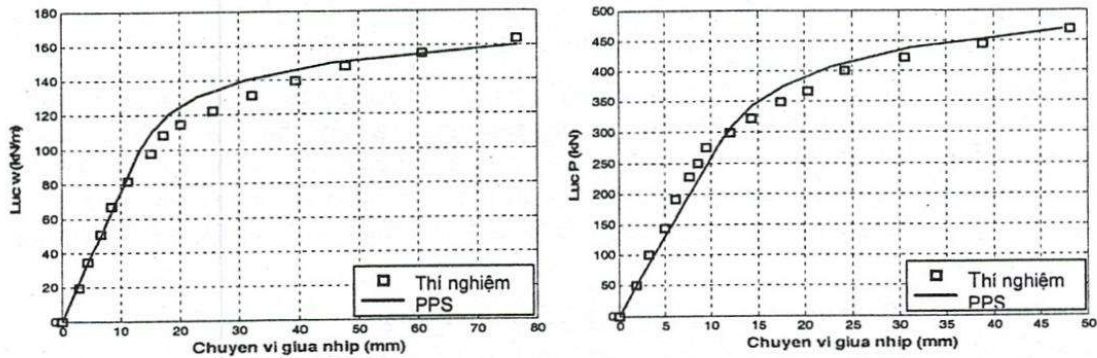 180
160
140
120
100
80
60
40
20
0
Luc w (kN/m)
0 10 20 30 40 50 60 70 80
Chuyen vi giua nhip (mm)
Thí nghiệm
PPS
500
450
400
350
300
250
200
150
100
50
0
Luc P (kN)
0 5 10 15 20 25 30 35 40 45 50
Chuyen vi giua nhip (mm)
Thí nghiệm
PPS